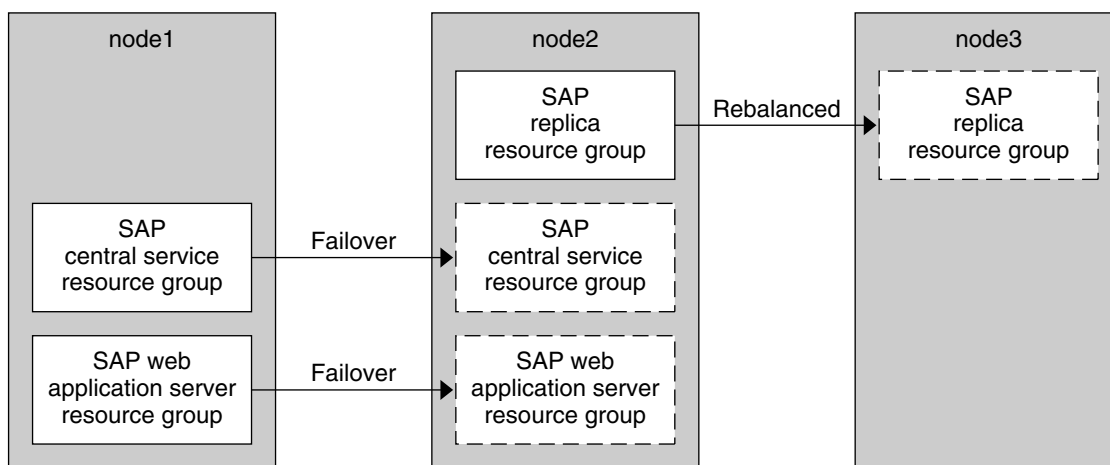 node1
node2
node3
SAP
replica
resource group
Rebalanced
SAP
replica
resource group
SAP
central service
resource group
Failover
SAP
central service
resource group
SAP web
application server
resource group
Failover
SAP web
application server
resource group